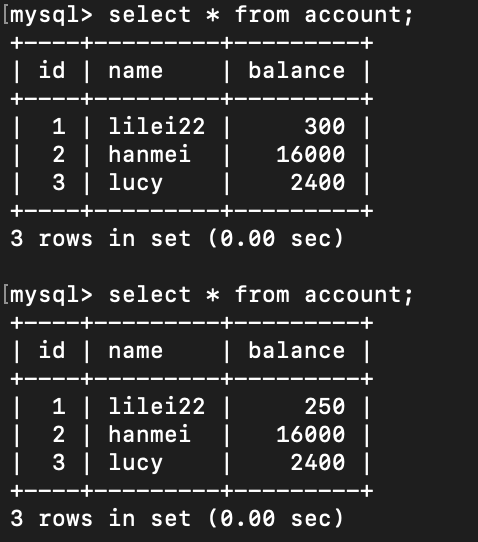 [mysql> select * from account;
+----+----------+----------+
| id | name     | balance |
+----+----------+----------+
|  1 | lilei22 |     300 |
|  2 | hanmei  |   16000 |
|  3 | lucy    |    2400 |
+----+----------+----------+
3 rows in set (0.00 sec)

[mysql> select * from account;
+----+----------+----------+
| id | name     | balance |
+----+----------+----------+
|  1 | lilei22 |     250 |
|  2 | hanmei  |   16000 |
|  3 | lucy    |    2400 |
+----+----------+----------+
3 rows in set (0.00 sec)